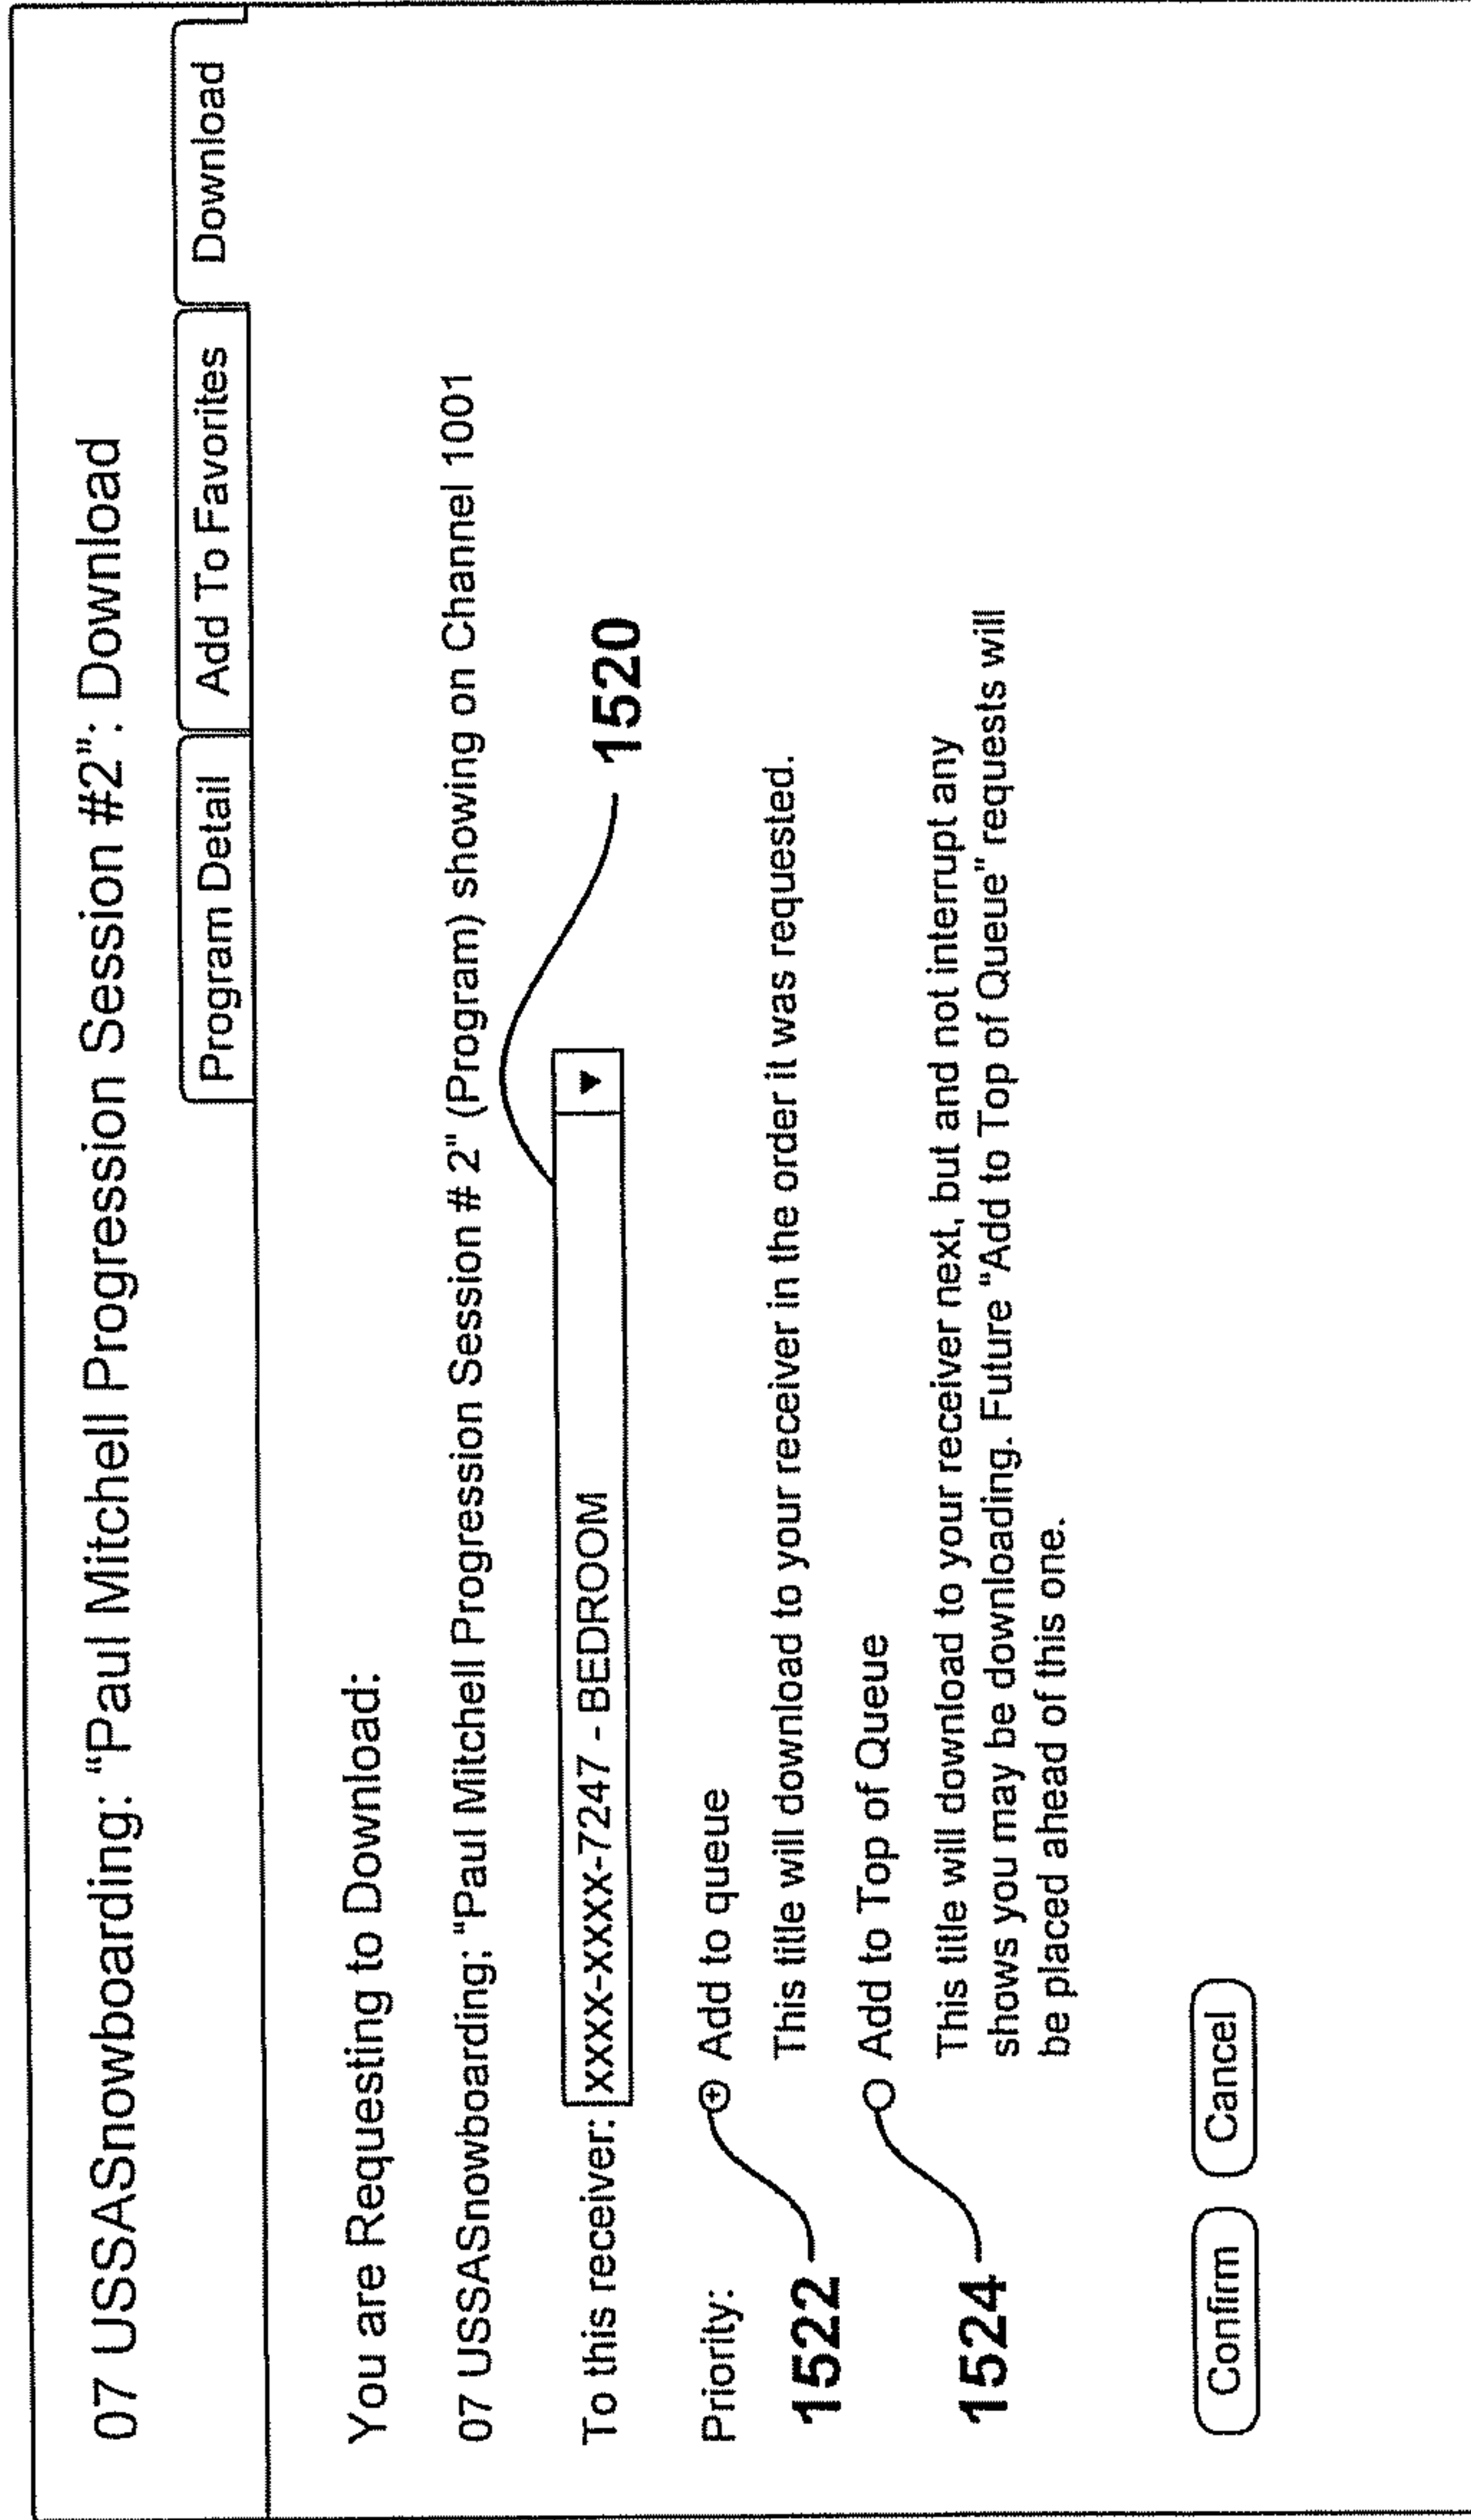 07 USSASnowboarding: “Paul Mitchell Progression Session #2”: Download
Program Detail
Add To Favorites
Download
You are Requesting to Download:
07 USSASnowboarding: “Paul Mitchell Progression Session # 2" (Program) showing on Channel 1001
To this receiver: xxxx-xxxx-7247 - BEDROOM
1520
Priority:
Add to queue
1522
This title will download to your receiver in the order it was requested.
Add to Top of Queue
1524
This title will download to your receiver next, but and not interrupt any
shows you may be downloading. Future “Add to Top of Queue” requests will
be placed ahead of this one.
Confirm
Cancel